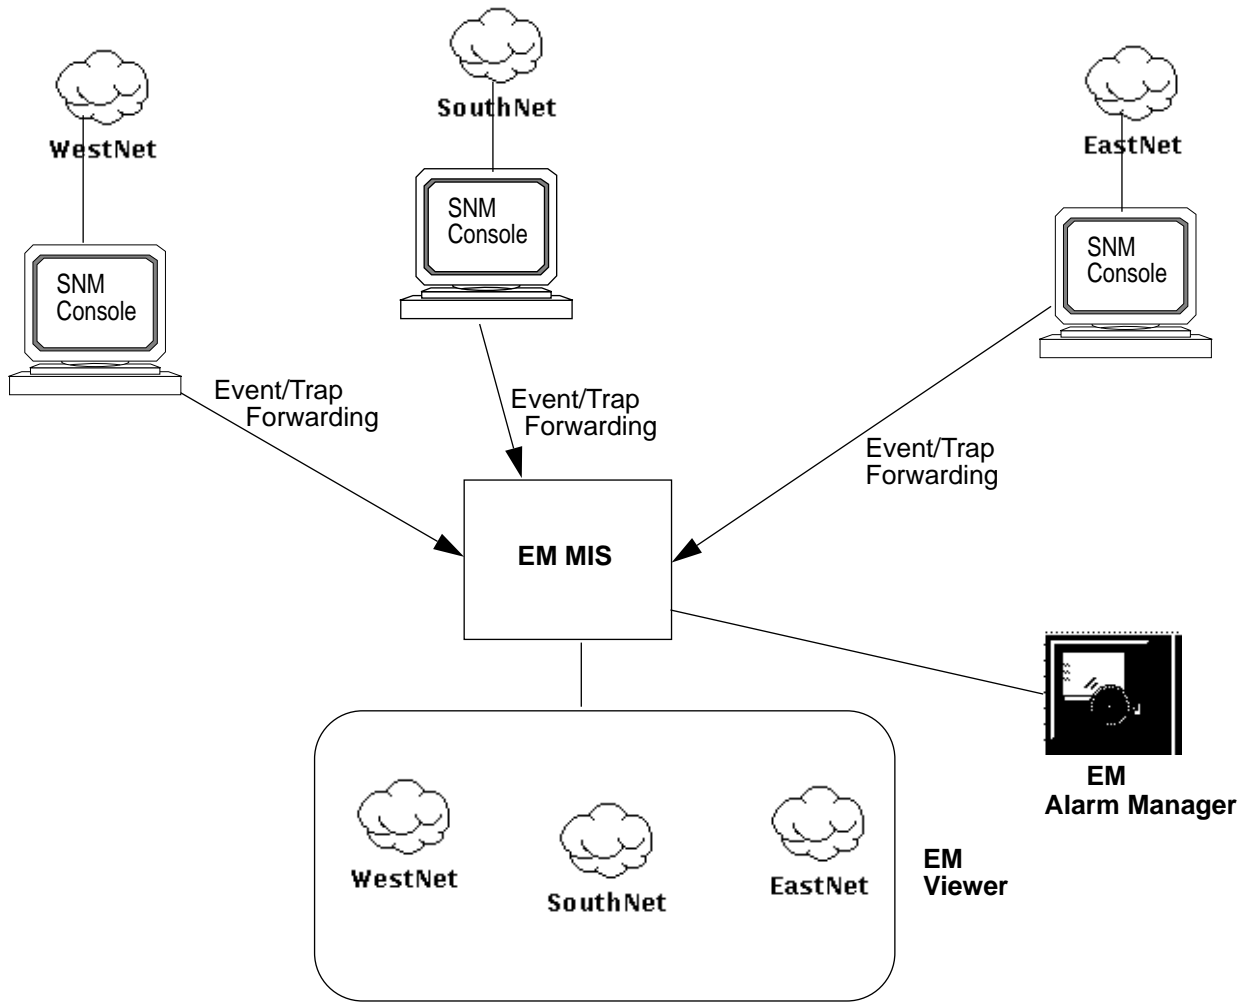 SouthNet
WestNet
EastNet
SNM
Console
SNM
Console
SNM
Console
Event/Trap
Forwarding
Event/Trap
Forwarding
Event/Trap
Forwarding
EM MIS
EM
Alarm Manager
WestNet
SouthNet
EastNet
EM
Viewer